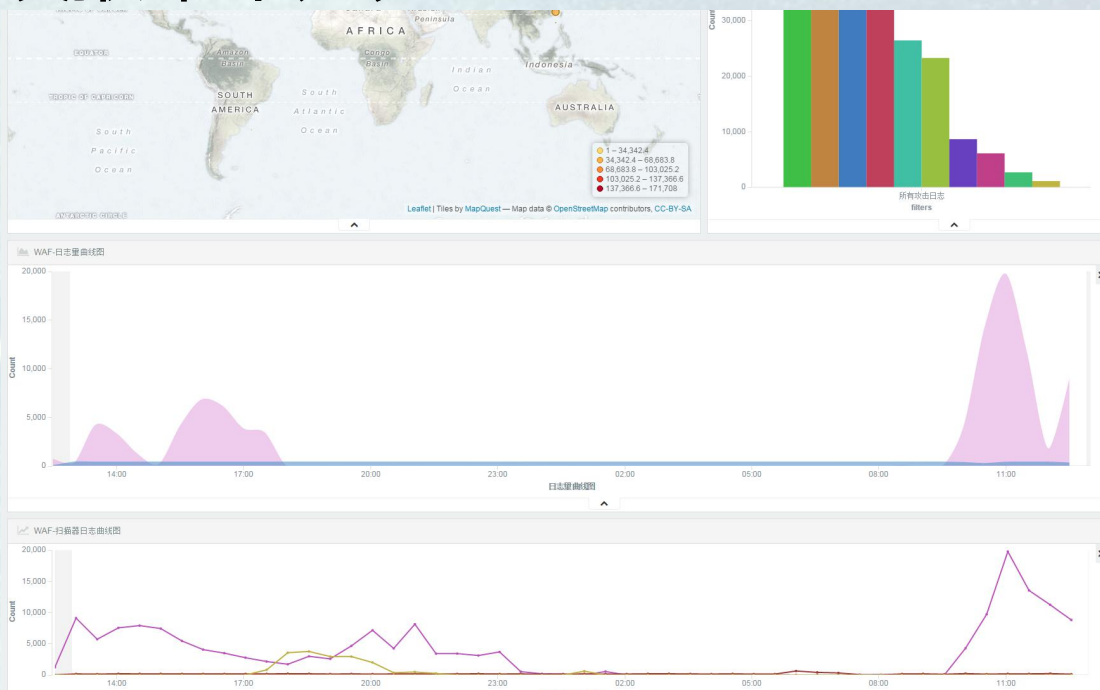 Peninsula
AFRICA
EQUATOR
Amazon
Basin
Congo
Basin
Indian
Ocean
Indonesia
TROPIC OF CAPRICORN
SOUTH
AMERICA
South
Atlantic
Ocean
AUSTRALIA
South
Pacific
Ocean
1 – 34,342.4
34,342.4 – 68,683.8
68,683.8 – 103,025.2
103,025.2 – 137,366.6
137,366.6 – 171,708
ANTARCTIC CIRCLE
Leaflet | Tiles by MapQuest — Map data © OpenStreetMap contributors, CC-BY-SA
Count
30,000
20,000
10,000
0
所有攻击日志
filters
WAF-日志量曲线图
20,000
15,000
10,000
5,000
0
Count
14:00 17:00 20:00 23:00 02:00 05:00 08:00 11:00
日志量曲线图
WAF-扫描器日志曲线图
20,000
15,000
10,000
5,000
0
Count
14:00 17:00 20:00 23:00 02:00 05:00 08:00 11:00